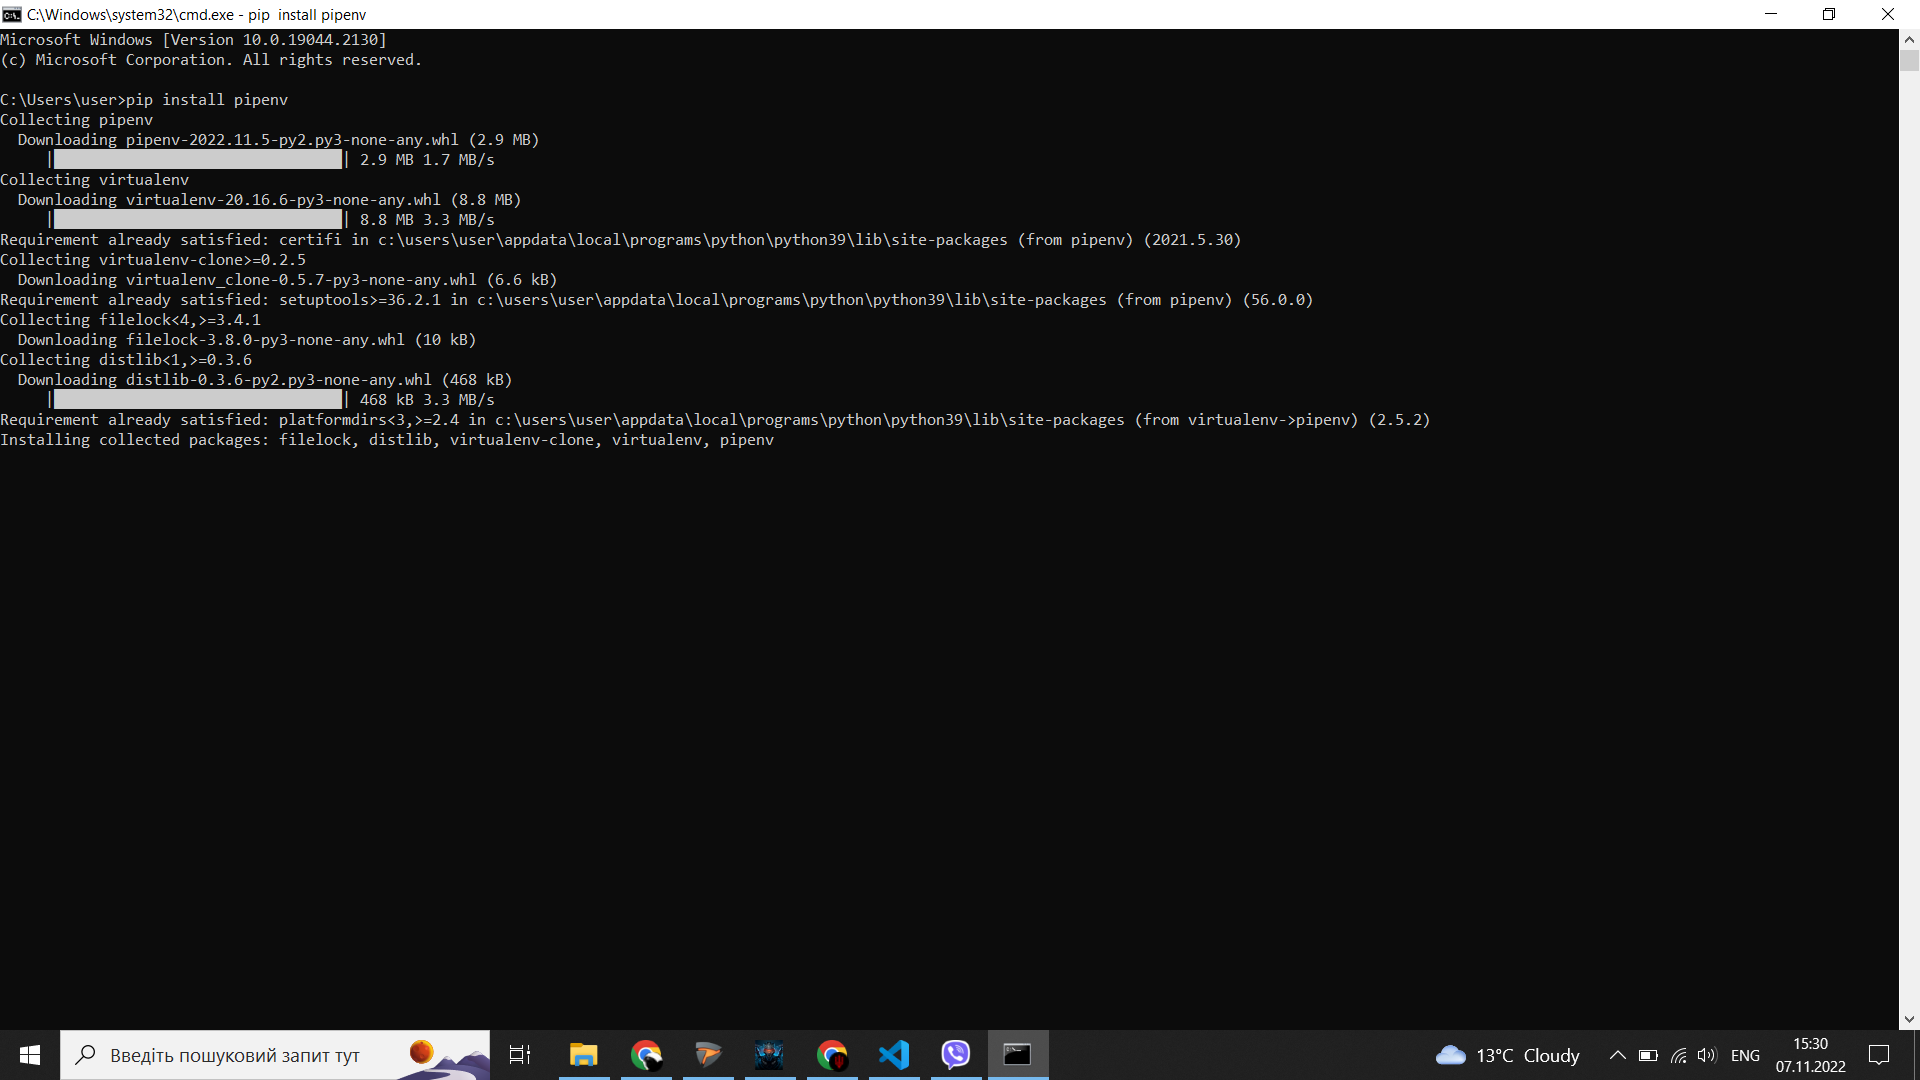 C:\Windows\system32\cmd.exe - pip  install pipenv
Microsoft Windows [Version 10.0.19044.2130]
(c) Microsoft Corporation. All rights reserved.
C:\Users\user>pip install pipenv
Collecting pipenv
  Downloading pipenv-2022.11.5-py2.py3-none-any.whl (2.9 MB)
     |████████████████████████████████| 2.9 MB 1.7 MB/s
Collecting virtualenv
  Downloading virtualenv-20.16.6-py3-none-any.whl (8.8 MB)
     |████████████████████████████████| 8.8 MB 3.3 MB/s
Requirement already satisfied: certifi in c:\users\user\appdata\local\programs\python\python39\lib\site-packages (from pipenv) (2021.5.30)
Collecting virtualenv-clone>=0.2.5
  Downloading virtualenv_clone-0.5.7-py3-none-any.whl (6.6 kB)
Requirement already satisfied: setuptools>=36.2.1 in c:\users\user\appdata\local\programs\python\python39\lib\site-packages (from pipenv) (56.0.0)
Collecting filelock<4,>=3.4.1
  Downloading filelock-3.8.0-py3-none-any.whl (10 kB)
Collecting distlib<1,>=0.3.6
  Downloading distlib-0.3.6-py2.py3-none-any.whl (468 kB)
     |████████████████████████████████| 468 kB 3.3 MB/s
Requirement already satisfied: platformdirs<3,>=2.4 in c:\users\user\appdata\local\programs\python\python39\lib\site-packages (from virtualenv->pipenv) (2.5.2)
Installing collected packages: filelock, distlib, virtualenv-clone, virtualenv, pipenv
Введіть пошуковий запит тут
13°C  Cloudy
ENG
15:30
07.11.2022